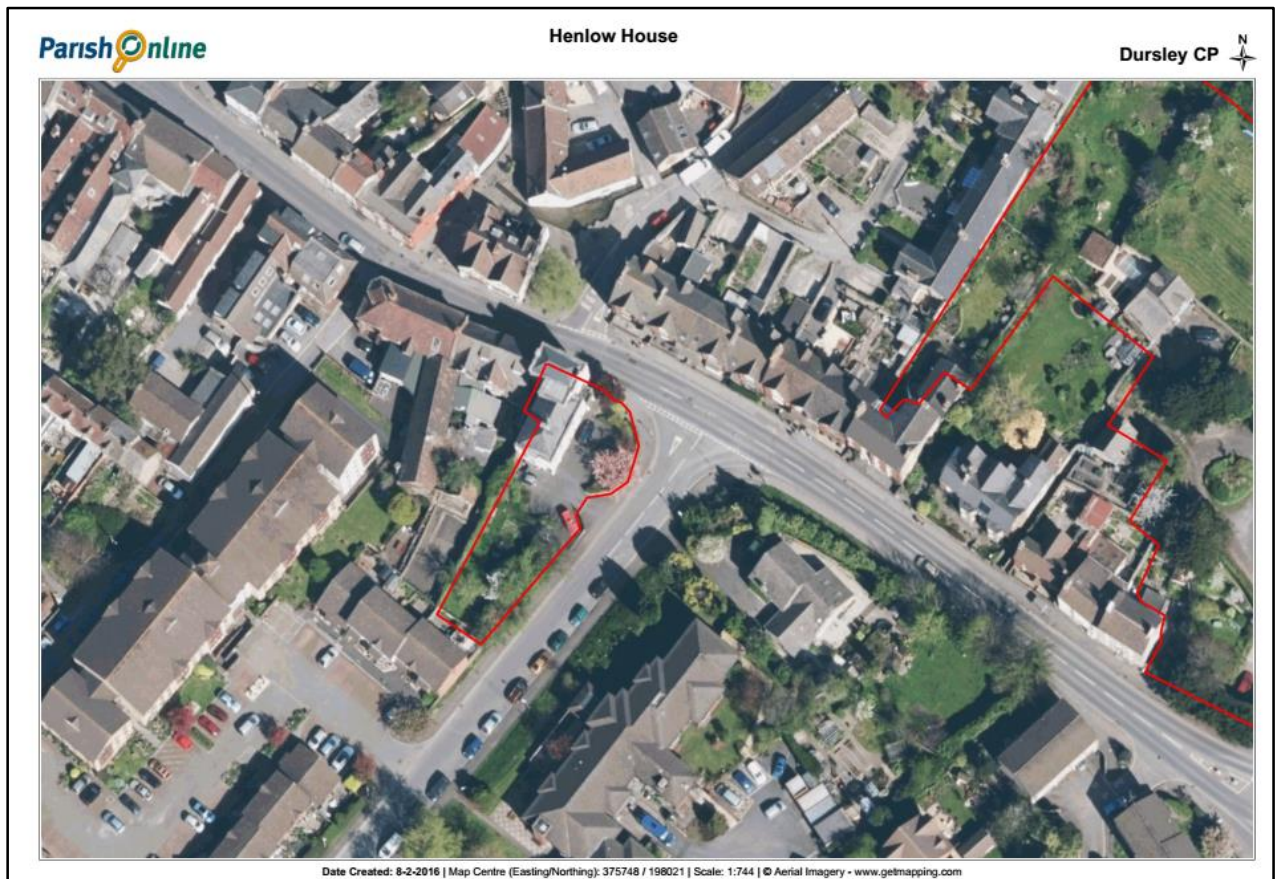 Parish Online
Henlow House
Dursley CP
N
Date Created: 8-2-2016 | Map Centre (Easting/Northing): 375748 / 198021 | Scale: 1:744 | © Aerial Imagery - www.getmapping.com